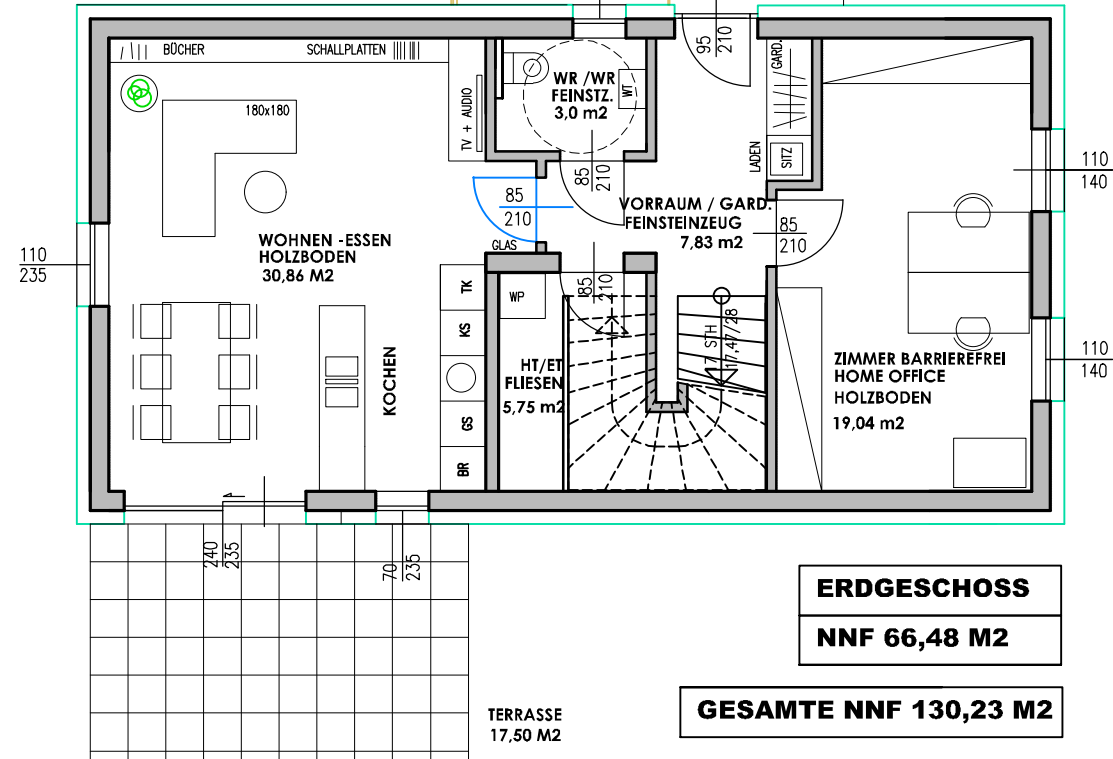 BÜCHER
SCHALLPLATTEN
180x180
TV + AUDIO
WR /WR
FEINSTZ.
3,0 m2
WT
95
210
GARD.
LADEN
SITZ
85
210
85
210
GLAS
VORRAUM / GARD.
FEINSTEINZEUG
7,83 m2
85
210
110
140
WOHNEN -ESSEN
HOLZBODEN
30,86 M2
110
235
TK
KS
GS
BR
KOCHEN
WP
85
210
HT/ET
FLIESEN
5,75 m2
17 STH
17,47/28
ZIMMER BARRIEREFREI
HOME OFFICE
HOLZBODEN
19,04 m2
110
140
240
235
70
235
TERRASSE
17,50 M2
ERDGESCHOSS
NNF 66,48 M2
GESAMTE NNF 130,23 M2